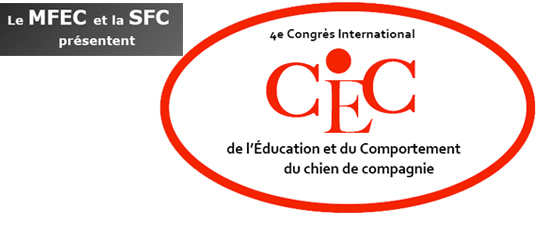 Le MFEC et la SFC
présentent
4e Congrès International
CEC
de l'Éducation et du Comportement
du chien de compagnie